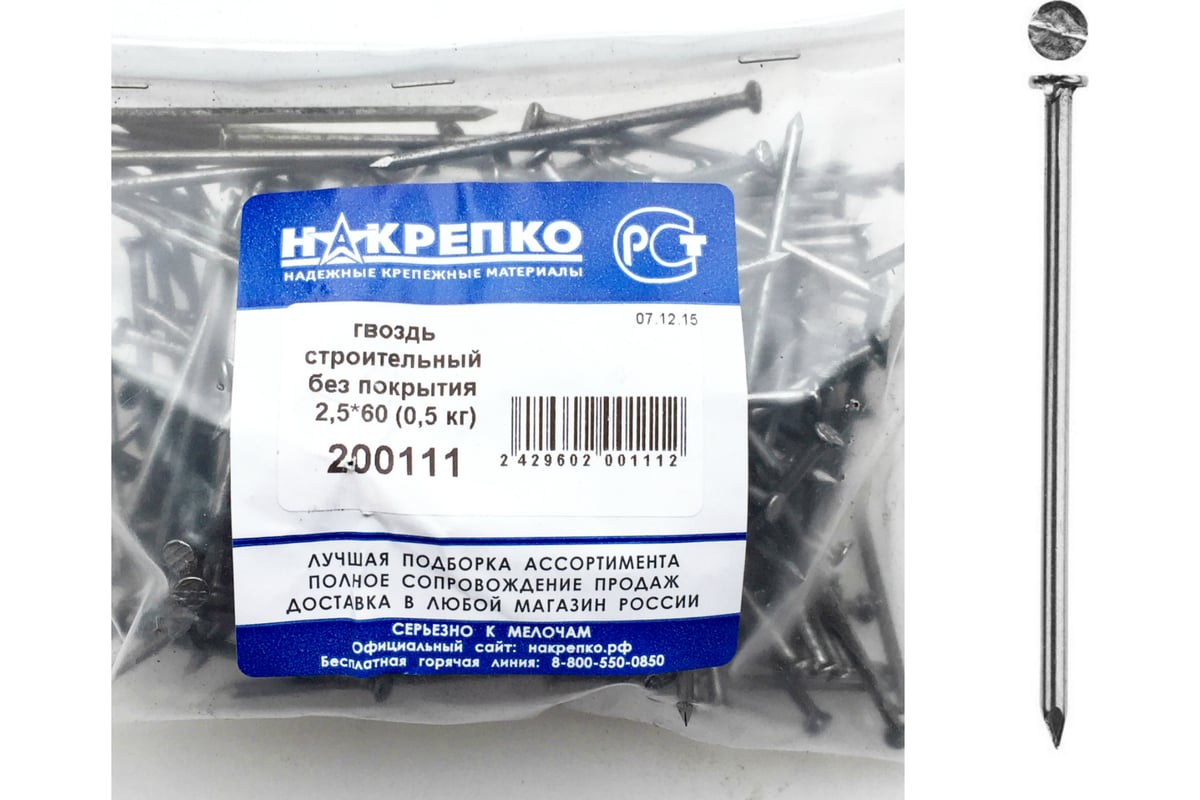 НАКРЕПКО
НАДЕЖНЫЕ КРЕПЕЖНЫЕ МАТЕРИАЛЫ
РСТ
07.12.15
гвоздь
строительный
без покрытия
2,5*60 (0,5 кг)
200111
2 429602 001112
ЛУЧШАЯ ПОДБОРКА АССОРТИМЕНТА
ПОЛНОЕ СОПРОВОЖДЕНИЕ ПРОДАЖ
ДОСТАВКА В ЛЮБОЙ МАГАЗИН РОССИИ
СЕРЬЕЗНО К МЕЛОЧАМ
Официальный сайт: накрепко.рф
Бесплатная горячая линия: 8-800-550-0850